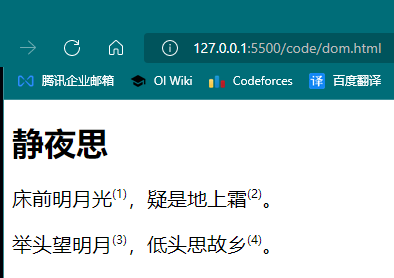 127.0.0.1:5500/code/dom.html
腾讯企业邮箱 OI Wiki Codeforces 译 百度翻译
静夜思
床前明月光(1)，疑是地上霜(2)。
举头望明月(3)，低头思故乡(4)。